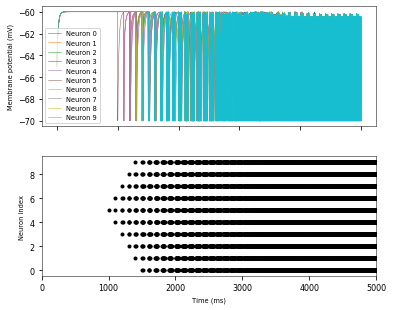 −60
−62
−64
−66
−68
−70
Membrane potential (mV)
Neuron 0
Neuron 1
Neuron 2
Neuron 3
Neuron 4
Neuron 5
Neuron 6
Neuron 7
Neuron 8
Neuron 9
8
6
4
2
0
Neuron index
0
1000
2000
3000
4000
5000
Time (ms)